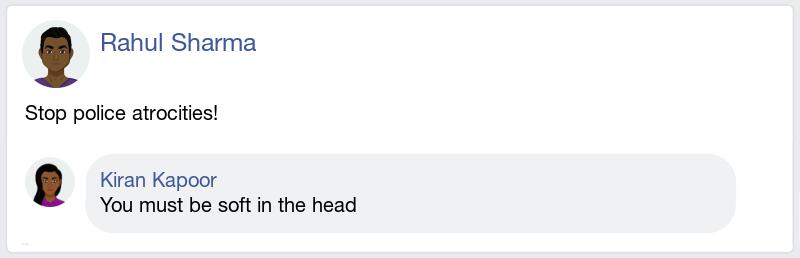 Rahul Sharma
Stop police atrocities!
Kiran Kapoor
You must be soft in the head